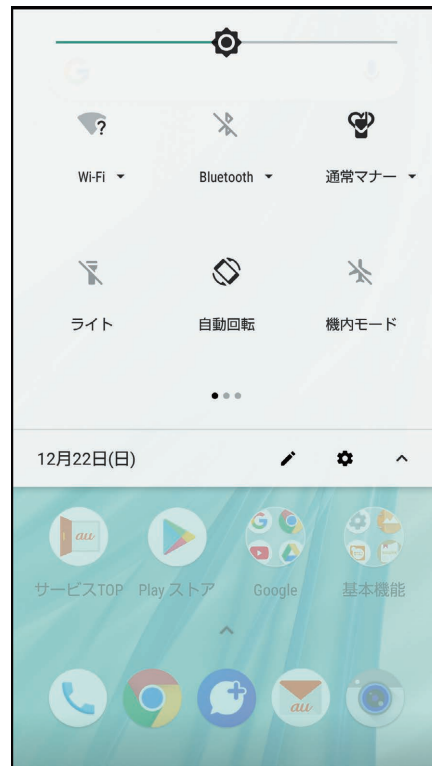 Wi-Fi
Bluetooth
通常マナー
ライト
自動回転
機内モード
12月22日(日)
au
サービスTOP
Play ストア
Google
基本機能
au